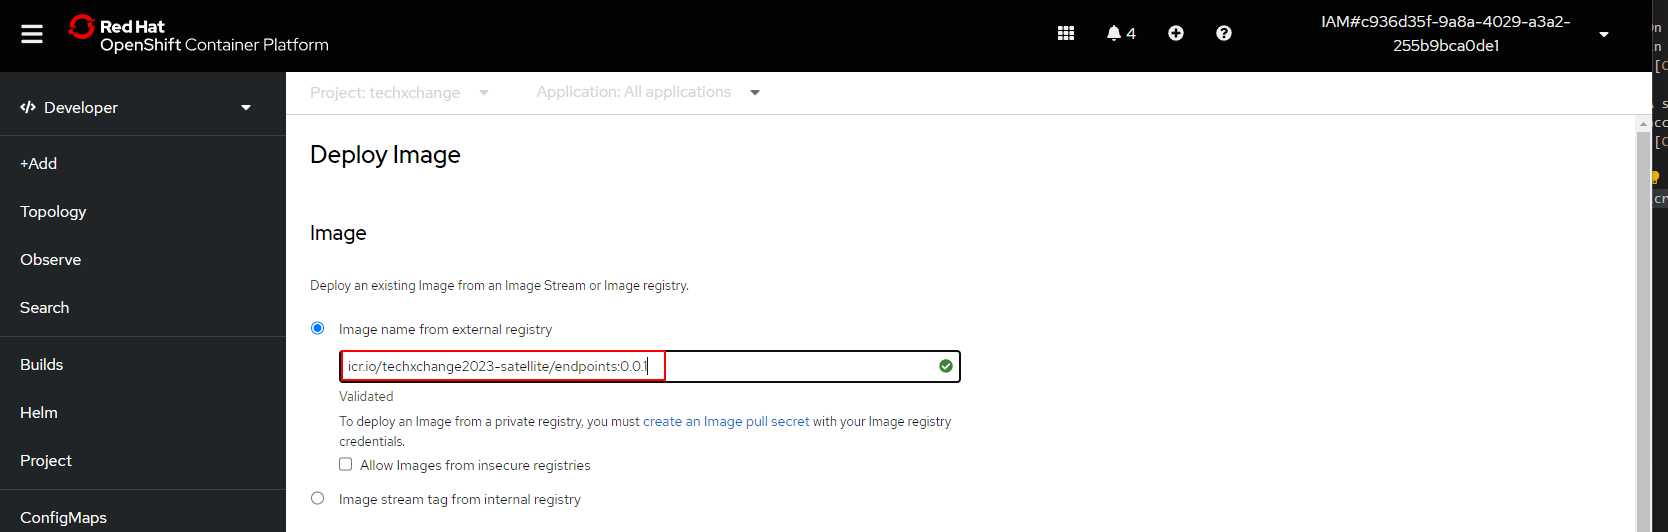 Red Hat
OpenShift Container Platform
4
IAM#c936d35f-9a8a-4029-a3a2-
255b9bca0de1
Developer
+Add
Topology
Observe
Search
Builds
Helm
Project
ConfigMaps
Project: techxchange
Application: All applications
Deploy Image
Image
Deploy an existing Image from an Image Stream or Image registry.
Image name from external registry
icr.io/techxchange2023-satellite/endpoints:0.0.1
Validated
To deploy an Image from a private registry, you must create an Image pull secret with your Image registry
credentials.
Allow Images from insecure registries
Image stream tag from internal registry